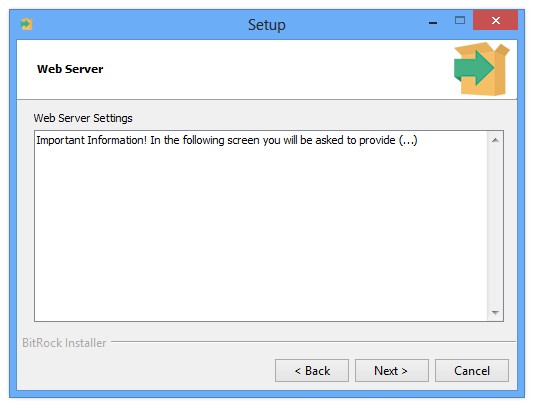 Setup
Web Server
Web Server Settings
Important Information! In the following screen you will be asked to provide (...)
BitRock Installer
< Back
Next >
Cancel